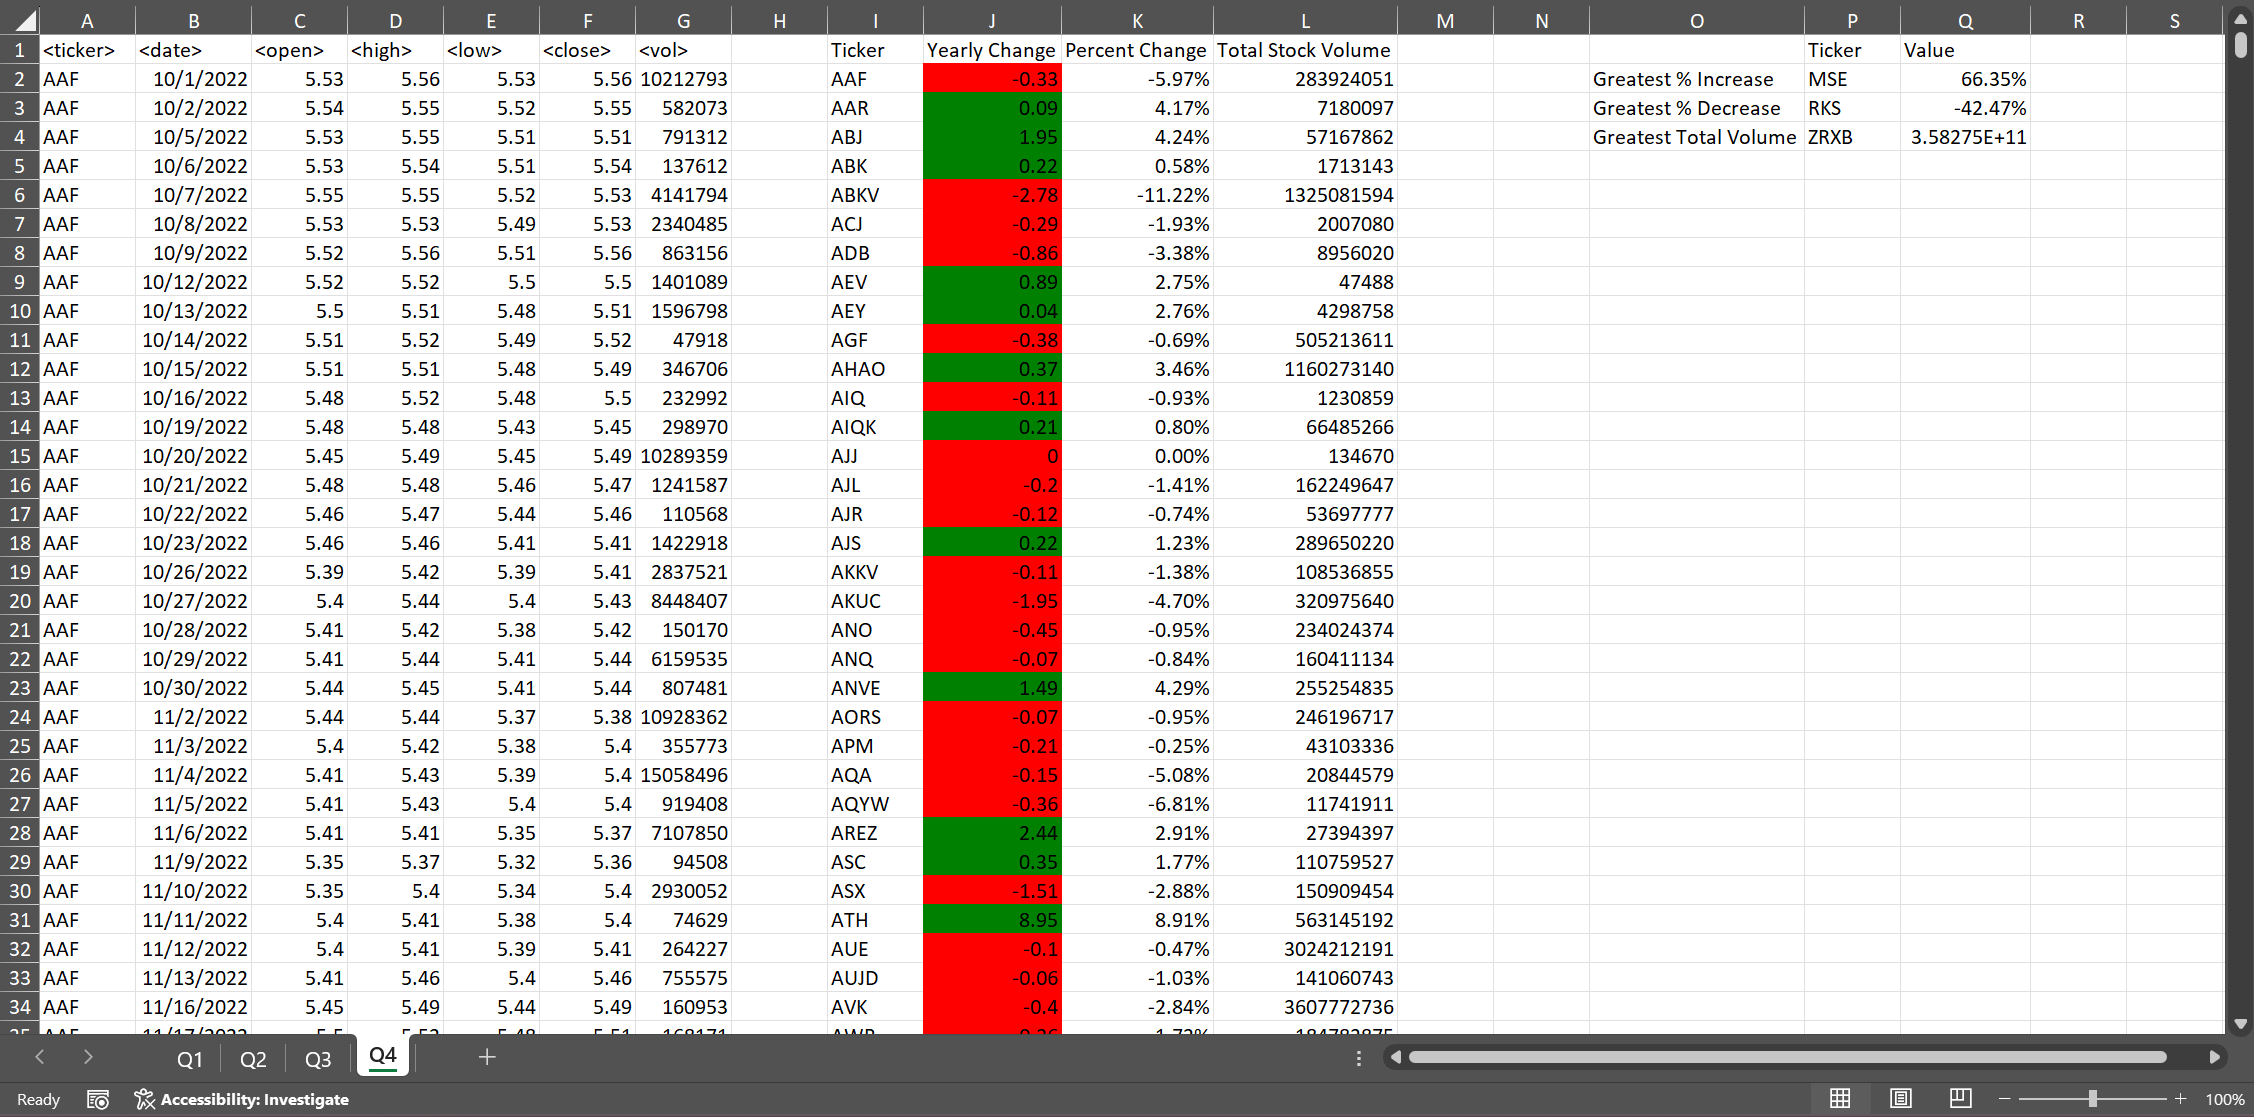 A B C D E F G H I J K L M N O P Q R S
1 <ticker> <date> <open> <high> <low> <close> <vol> Ticker Yearly Change Percent Change Total Stock Volume Ticker Value
2 AAF 10/1/2022 5.53 5.56 5.53 5.56 10212793 AAF -0.33 -5.97% 283924051 Greatest % Increase MSE 66.35%
3 AAF 10/2/2022 5.54 5.55 5.52 5.55 582073 AAR 0.09 4.17% 7180097 Greatest % Decrease RKS -42.47%
4 AAF 10/5/2022 5.53 5.55 5.51 5.51 791312 ABJ 1.95 4.24% 57167862 Greatest Total Volume ZRXB 3.58275E+11
5 AAF 10/6/2022 5.53 5.54 5.51 5.54 137612 ABK 0.22 0.58% 1713143
6 AAF 10/7/2022 5.55 5.55 5.52 5.53 4141794 ABKV -2.78 -11.22% 1325081594
7 AAF 10/8/2022 5.53 5.53 5.49 5.53 2340485 ACJ -0.29 -1.93% 2007080
8 AAF 10/9/2022 5.52 5.56 5.51 5.56 863156 ADB -0.86 -3.38% 8956020
9 AAF 10/12/2022 5.52 5.52 5.5 5.5 1401089 AEV 0.89 2.75% 47488
10 AAF 10/13/2022 5.5 5.51 5.48 5.51 1596798 AEY 0.04 2.76% 4298758
11 AAF 10/14/2022 5.51 5.52 5.49 5.52 47918 AGF -0.38 -0.69% 505213611
12 AAF 10/15/2022 5.51 5.51 5.48 5.49 346706 AHAO 0.37 3.46% 1160273140
13 AAF 10/16/2022 5.48 5.52 5.48 5.5 232992 AIQ -0.11 -0.93% 1230859
14 AAF 10/19/2022 5.48 5.48 5.43 5.45 298970 AIQK 0.21 0.80% 66485266
15 AAF 10/20/2022 5.45 5.49 5.45 5.49 10289359 AJJ 0 0.00% 134670
16 AAF 10/21/2022 5.48 5.48 5.46 5.47 1241587 AJL -0.2 -1.41% 162249647
17 AAF 10/22/2022 5.46 5.47 5.44 5.46 110568 AJR -0.12 -0.74% 53697777
18 AAF 10/23/2022 5.46 5.46 5.41 5.41 1422918 AJS 0.22 1.23% 289650220
19 AAF 10/26/2022 5.39 5.42 5.39 5.41 2837521 AKKV -0.11 -1.38% 108536855
20 AAF 10/27/2022 5.4 5.44 5.4 5.43 8448407 AKUC -1.95 -4.70% 320975640
21 AAF 10/28/2022 5.41 5.42 5.38 5.42 150170 ANO -0.45 -0.95% 234024374
22 AAF 10/29/2022 5.41 5.44 5.41 5.44 6159535 ANQ -0.07 -0.84% 160411134
23 AAF 10/30/2022 5.44 5.45 5.41 5.44 807481 ANVE 1.49 4.29% 255254835
24 AAF 11/2/2022 5.44 5.44 5.37 5.38 10928362 AORS -0.07 -0.95% 246196717
25 AAF 11/3/2022 5.4 5.42 5.38 5.4 355773 APM -0.21 -0.25% 43103336
26 AAF 11/4/2022 5.41 5.43 5.39 5.4 15058496 AQA -0.15 -5.08% 20844579
27 AAF 11/5/2022 5.41 5.43 5.4 5.4 919408 AQYW -0.36 -6.81% 11741911
28 AAF 11/6/2022 5.41 5.41 5.35 5.37 7107850 AREZ 2.44 2.91% 27394397
29 AAF 11/9/2022 5.35 5.37 5.32 5.36 94508 ASC 0.35 1.77% 110759527
30 AAF 11/10/2022 5.35 5.4 5.34 5.4 2930052 ASX -1.51 -2.88% 150909454
31 AAF 11/11/2022 5.4 5.41 5.38 5.4 74629 ATH 8.95 8.91% 563145192
32 AAF 11/12/2022 5.4 5.41 5.39 5.41 264227 AUE -0.1 -0.47% 3024212191
33 AAF 11/13/2022 5.41 5.46 5.4 5.46 755575 AUJD -0.06 -1.03% 141060743
34 AAF 11/16/2022 5.45 5.49 5.44 5.49 160953 AVK -0.4 -2.84% 3607772736
Q1 Q2 Q3 Q4
Ready Accessibility: Investigate 100%